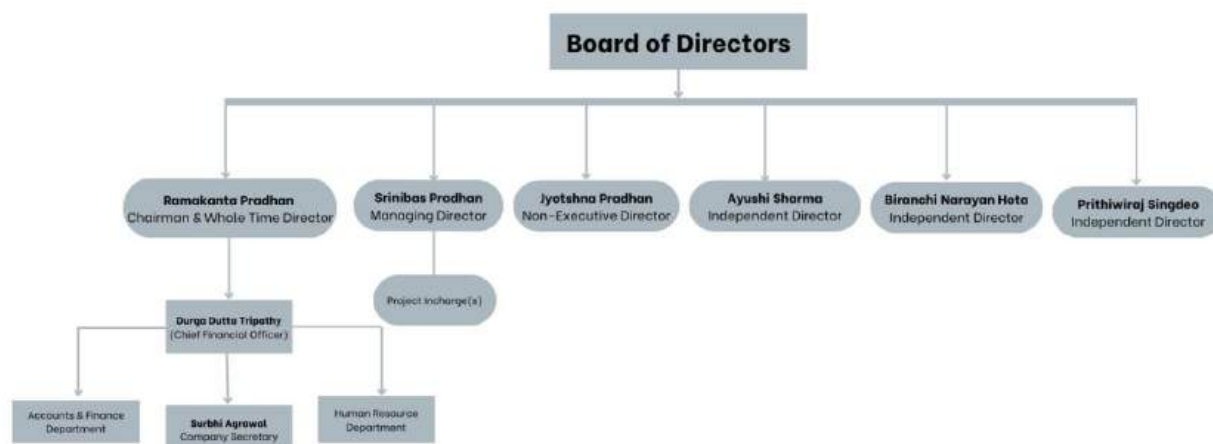 Board of Directors
Ramakanta Pradhan
Chairman & Whole Time Director
Srinibas Pradhan
Managing Director
Jyotshna Pradhan
Non-Executive Director
Ayushi Sharma
Independent Director
Biranchi Narayan Hota
Independent Director
Prithiwiraj Singdeo
Independent Director
Project Incharge(s)
Durga Dutta Tripathy
(Chief Financial Officer)
Accounts & Finance
Department
Surbhi Agrawal
Company Secretary
Human Resource
Department